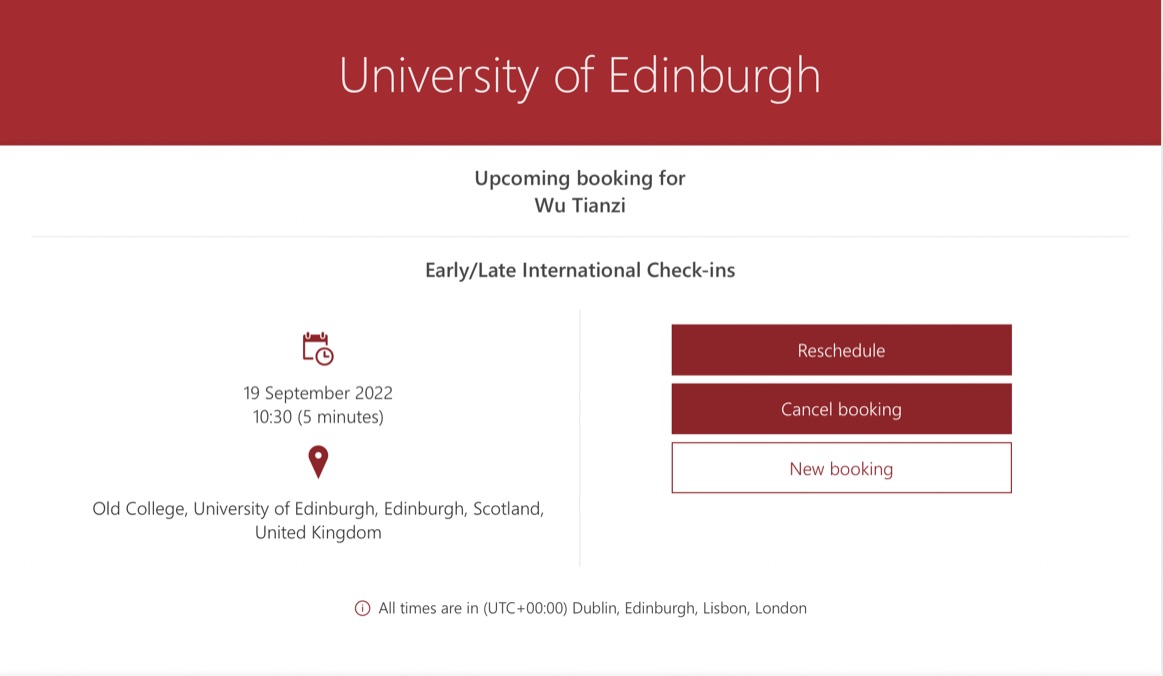 University of Edinburgh
Upcoming booking for
Wu Tianzi
Early/Late International Check-ins
19 September 2022
10:30 (5 minutes)
Old College, University of Edinburgh, Edinburgh, Scotland,
United Kingdom
Reschedule
Cancel booking
New booking
All times are in (UTC+00:00) Dublin, Edinburgh, Lisbon, London